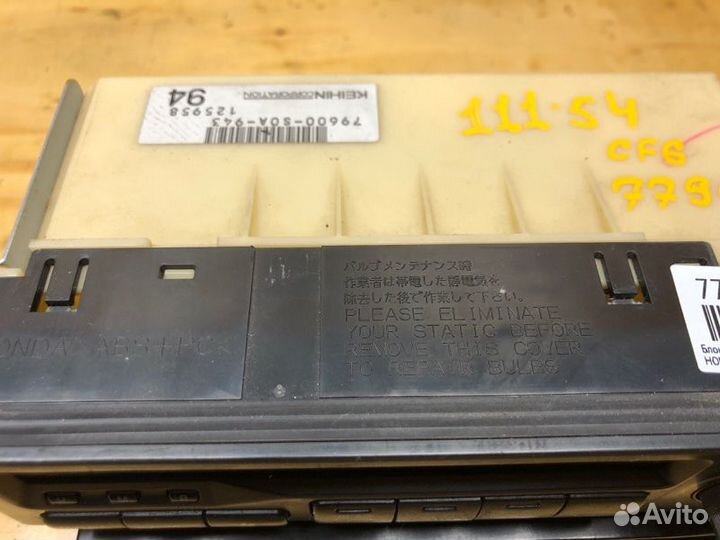 KEIHIN CORPORATION
94
125958
79600-S0A-943
111-54
CF6
779
バルブメンテナンス時
作業者は帯電した静電気を
除去した後で作業して下さい。
PLEASE ELIMINATE
YOUR STATIC BEFORE
REMOVE THIS COVER
TO REPAIR BULBS
ONDA ABS+PC
77
Бло
HO
Avito